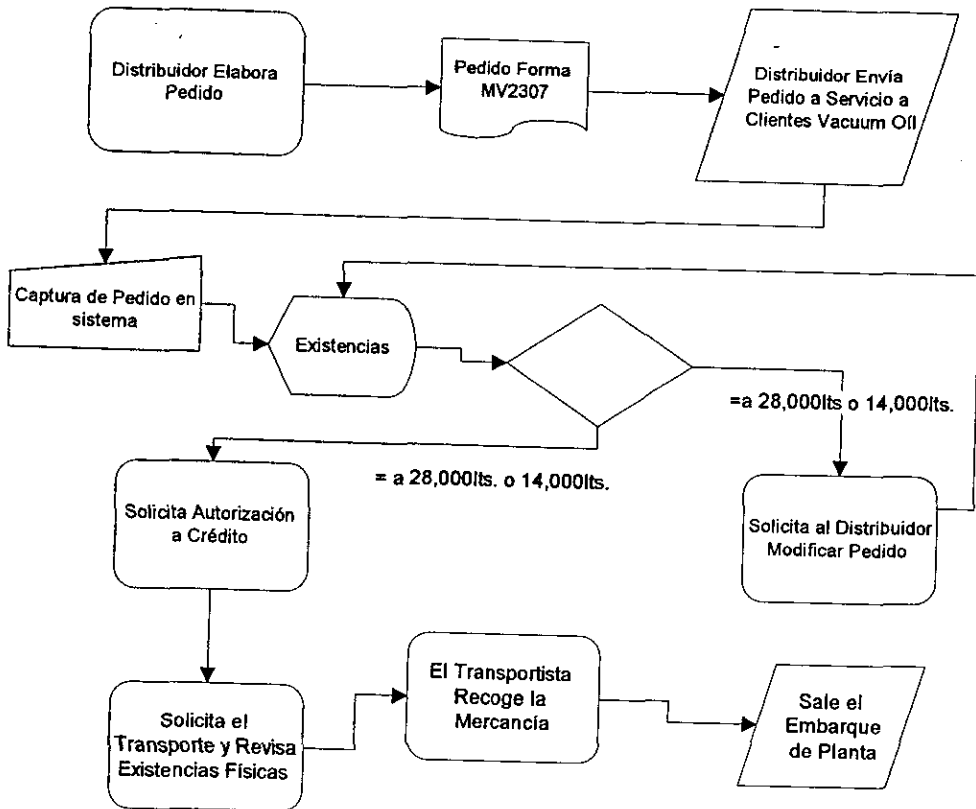 Distribuidor Elabora
Pedido
Pedido Forma
MV2307
Distribuidor Envía
Pedido a Servicio a
Clientes Vacuum Oil
Captura de Pedido en
sistema
Existencias
=a 28,000lts o 14,000lts.
= a 28,000lts. o 14,000lts.
Solicita Autorización
a Crédito
Solicita al Distribuidor
Modificar Pedido
Solicita el
Transporte y Revisa
Existencias Físicas
El Transportista
Recoge la
Mercancía
Sale el
Embarque
de Planta